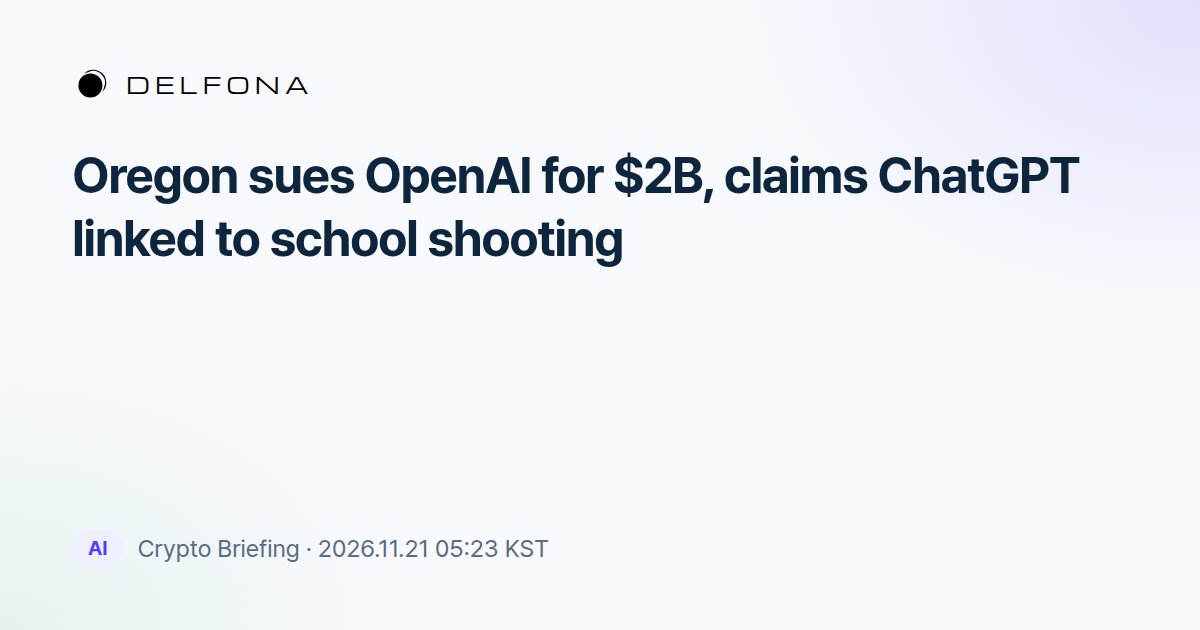 DELFONA
Oregon sues OpenAI for $2B, claims ChatGPT
linked to school shooting
AI Crypto Briefing · 2026.11.21 05:23 KST